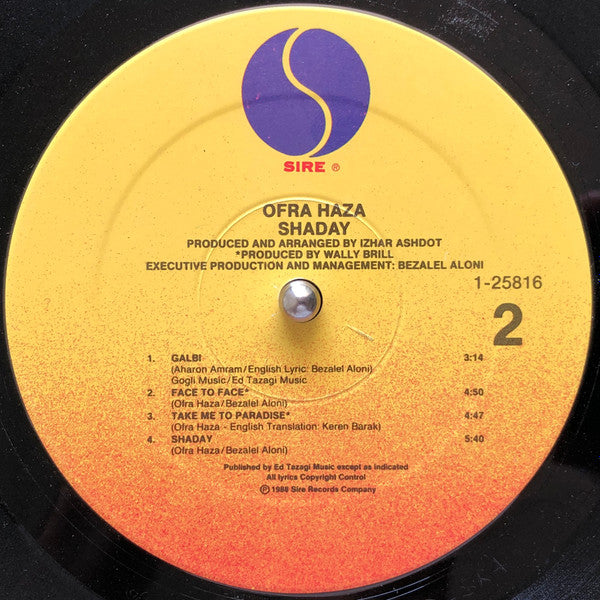 SIRE ®
OFRA HAZA
SHADAY
PRODUCED AND ARRANGED BY IZHAR ASHDOT
*PRODUCED BY WALLY BRILL
EXECUTIVE PRODUCTION AND MANAGEMENT: BEZALEL ALONI
1-25816
2
1. GALBI 3:14
(Aharon Amram/English Lyric: Bezalel Aloni)
Gogli Music/Ed Tazagi Music
2. FACE TO FACE* 4:50
(Ofra Haza/Bezalel Aloni)
3. TAKE ME TO PARADISE* 4:47
(Ofra Haza - English Translation: Keren Barak)
4. SHADAY 5:40
(Ofra Haza/Bezalel Aloni)
Published by Ed Tazagi Music except as indicated
All lyrics Copyright Control
℗ 1988 Sire Records Company